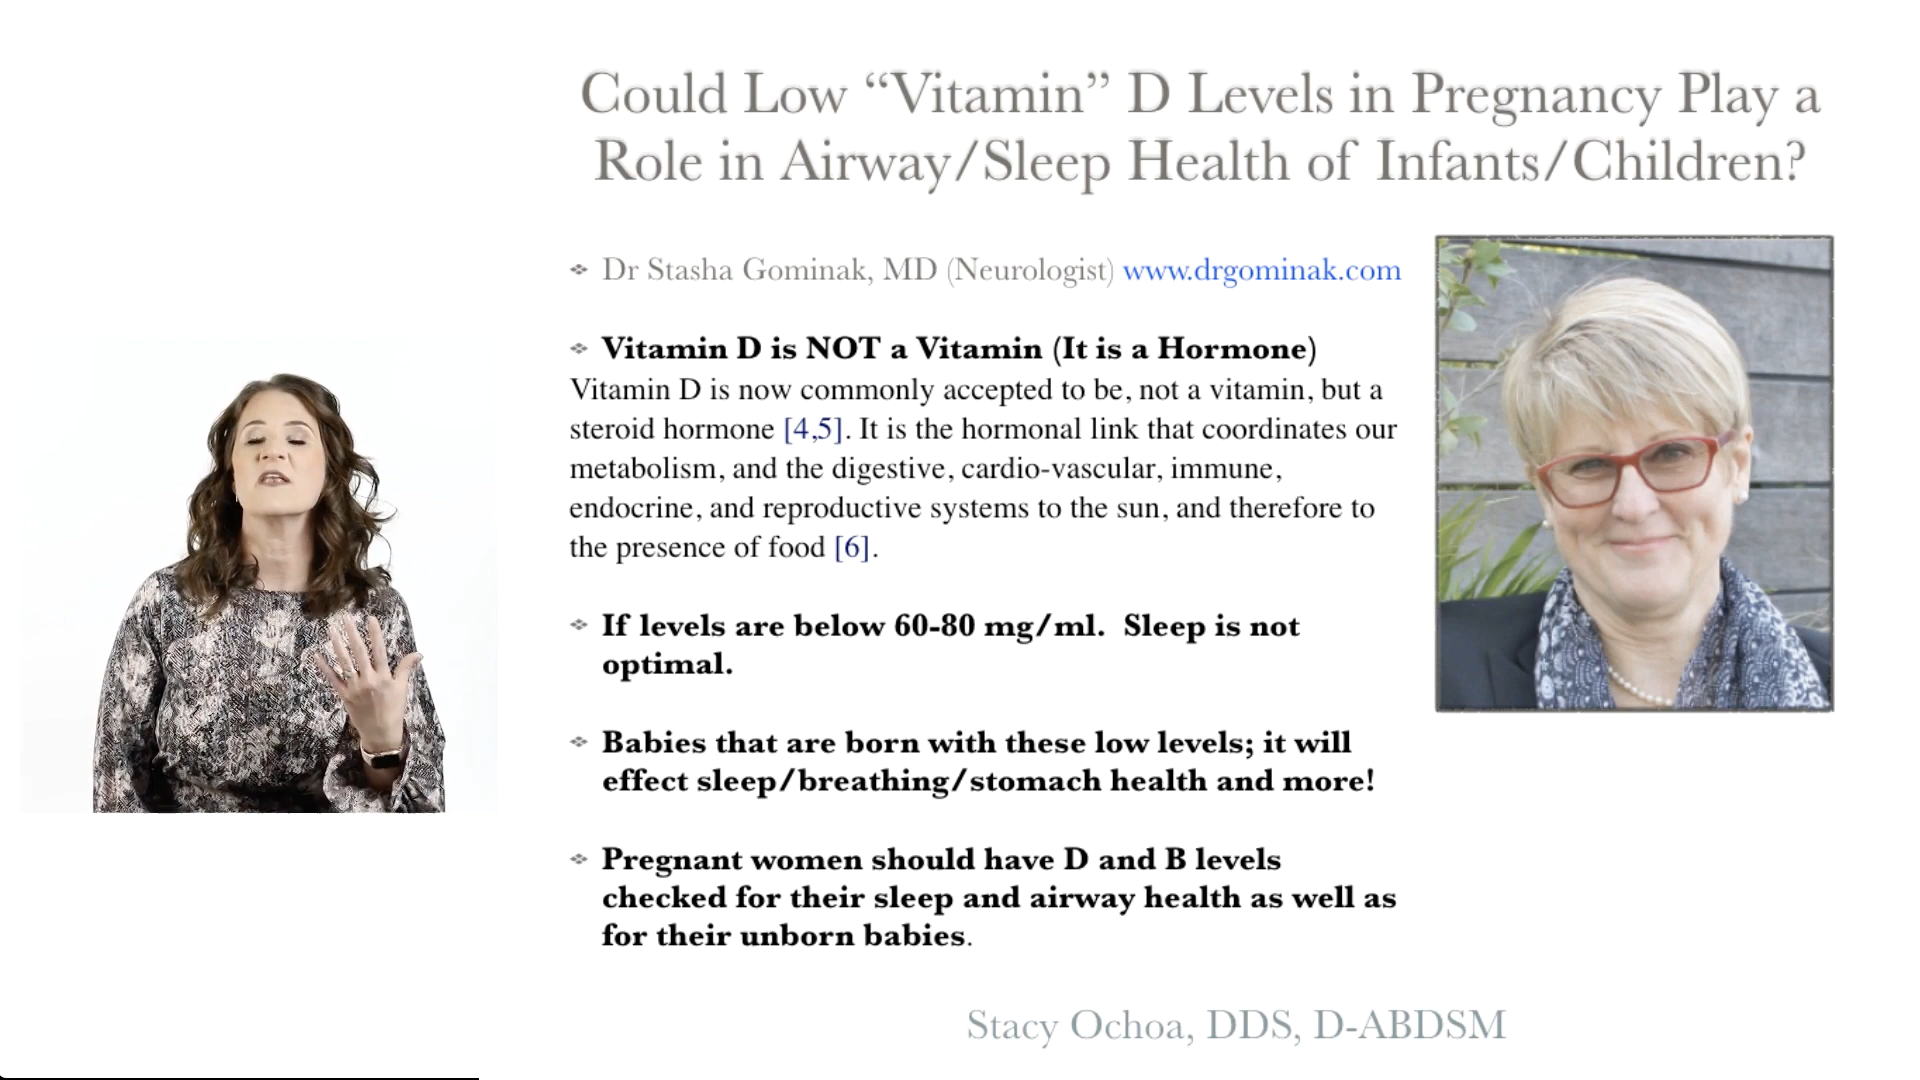 Could Low “Vitamin” D Levels in Pregnancy Play a
Role in Airway/Sleep Health of Infants/Children?
Dr Stasha Gominak, MD (Neurologist) www.drgominak.com
Vitamin D is NOT a Vitamin (It is a Hormone)
Vitamin D is now commonly accepted to be, not a vitamin, but a
steroid hormone [4,5]. It is the hormonal link that coordinates our
metabolism, and the digestive, cardio-vascular, immune,
endocrine, and reproductive systems to the sun, and therefore to
the presence of food [6].
If levels are below 60-80 mg/ml.  Sleep is not
optimal.
Babies that are born with these low levels; it will
effect sleep/breathing/stomach health and more!
Pregnant women should have D and B levels
checked for their sleep and airway health as well as
for their unborn babies.
Stacy Ochoa, DDS, D-ABDSM